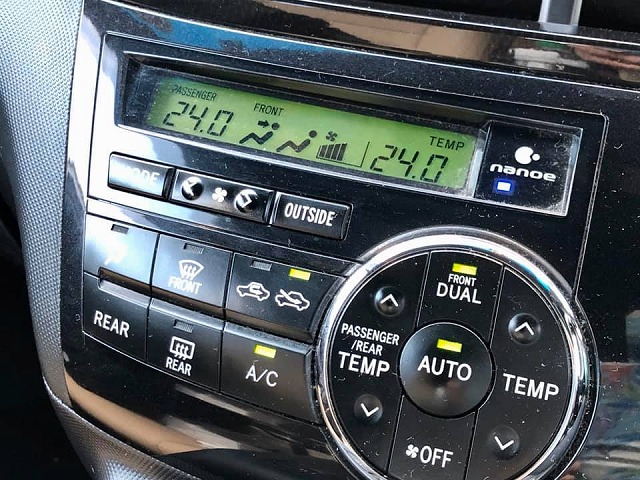 PASSENGER FRONT TEMP
24.0 24.0
nanoe
MODE OUTSIDE
FRONT
FRONT DUAL
REAR
REAR
A/C
PASSENGER /REAR TEMP
AUTO
TEMP
OFF